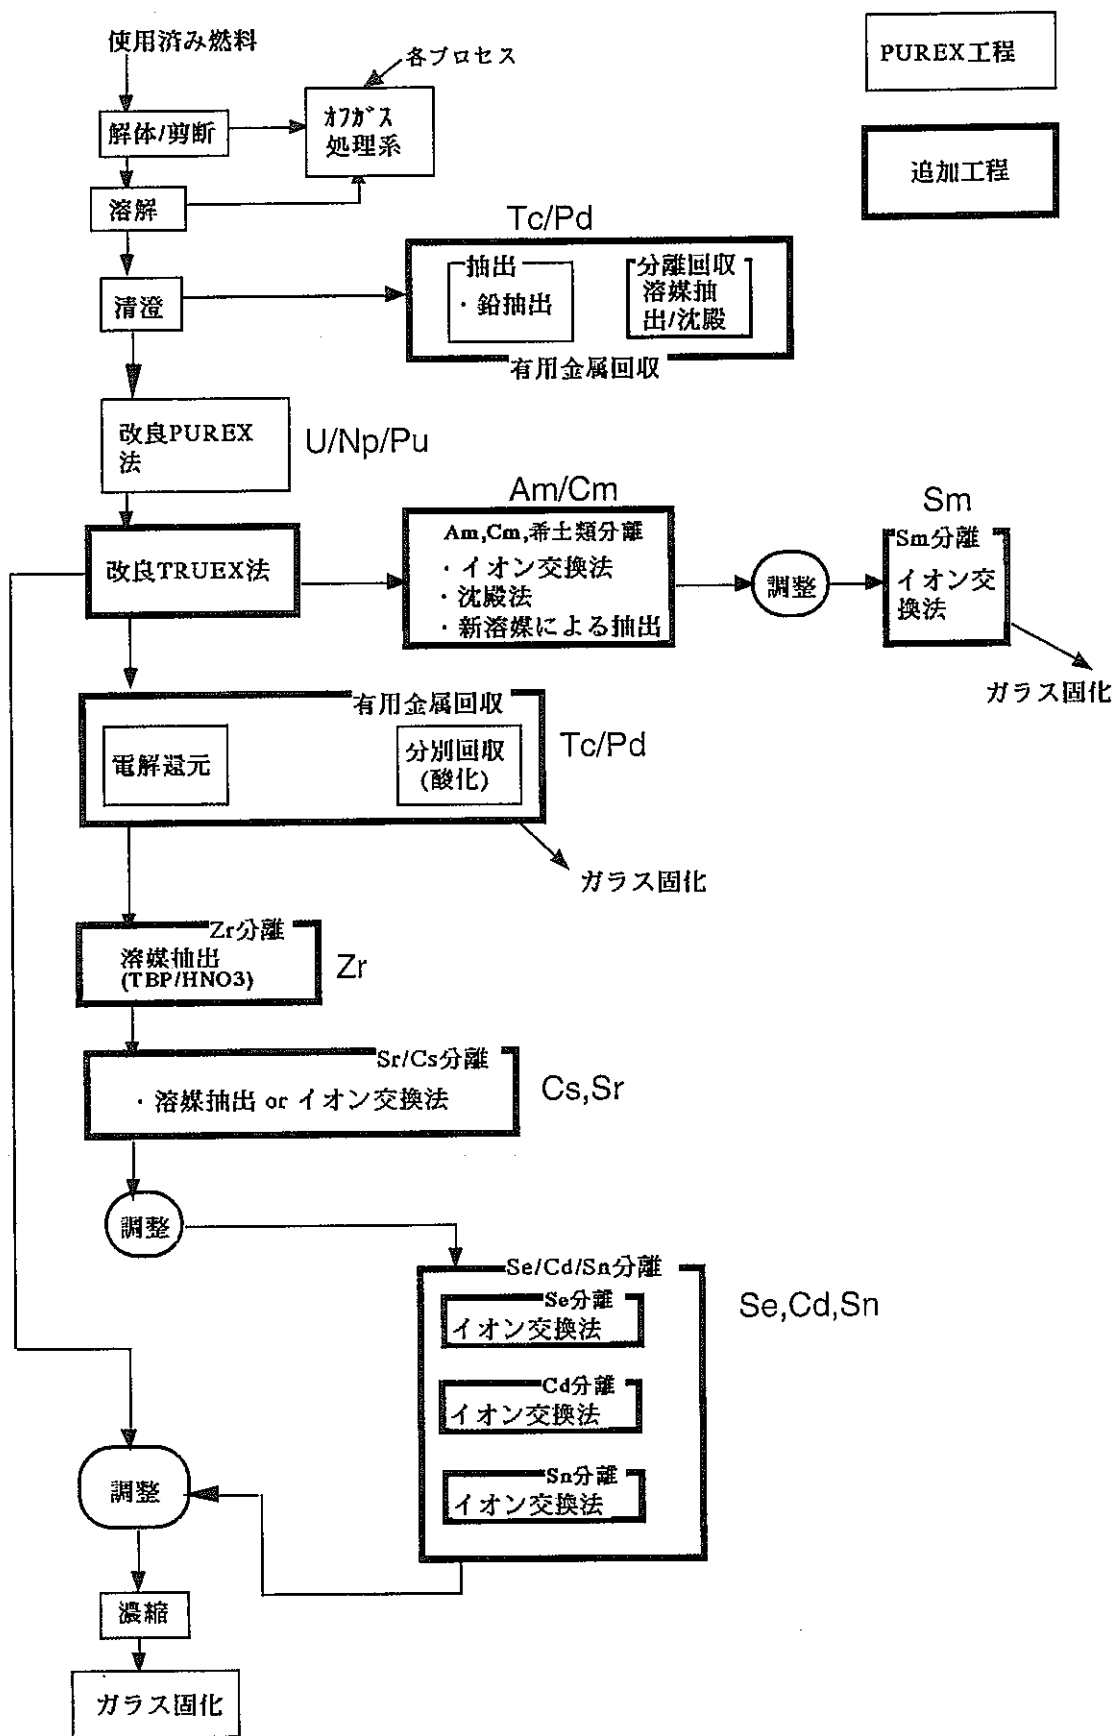 使用済み燃料
各プロセス
PUREX工程
解体/剪断
ｵﾌｶﾞｽ
処理系
追加工程
溶解
Tc/Pd
清澄
抽出
・鉛抽出
分離回収
溶媒抽
出/沈殿
有用金属回収
改良PUREX
法
U/Np/Pu
Am/Cm
Sm
改良TRUEX法
Am,Cm,希土類分離
・イオン交換法
・沈殿法
・新溶媒による抽出
調整
Sm分離
イオン交
換法
ガラス固化
有用金属回収
電解還元
分別回収
(酸化)
Tc/Pd
ガラス固化
Zr分離
溶媒抽出
(TBP/HNO3)
Zr
Sr/Cs分離
・溶媒抽出 or イオン交換法
Cs,Sr
調整
Se/Cd/Sn分離
Se分離
イオン交換法
Se,Cd,Sn
Cd分離
イオン交換法
Sn分離
イオン交換法
調整
濃縮
ガラス固化